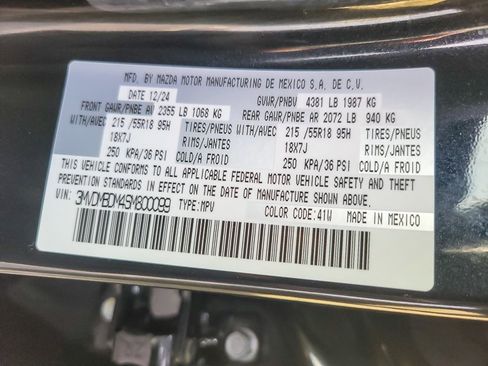 MFD. BY MAZDA MOTOR MANUFACTURING DE MEXICO S.A. DE C.V.
DATE 12/24 GVWR/PNBV 4381 LB 1987 KG
FRONT GAWR/PNBE AV 2355 LB 1068 KG REAR GAWR/PNBE AR 2072 LB 940 KG
WITH/AVEC 215 /55R18 95H TIRES/PNEUS WITH/AVEC 215 /55R18 95H TIRES/PNEUS
18X7J RIMS/JANTES 18X7J RIMS/JANTES
250 KPA/36 PSI COLD/A FROID 250 KPA/36 PSI COLD/A FROID
THIS VEHICLE CONFORMS TO ALL APPLICABLE FEDERAL MOTOR VEHICLE SAFETY AND THEFT
PREVENTION STANDARDS IN EFFECT ON THE DATE OF MANUFACTURE SHOWN ABOVE.
VIN: 3MVDMBDM4SM800099 TYPE:MPV COLOR CODE:41W MADE IN MEXICO